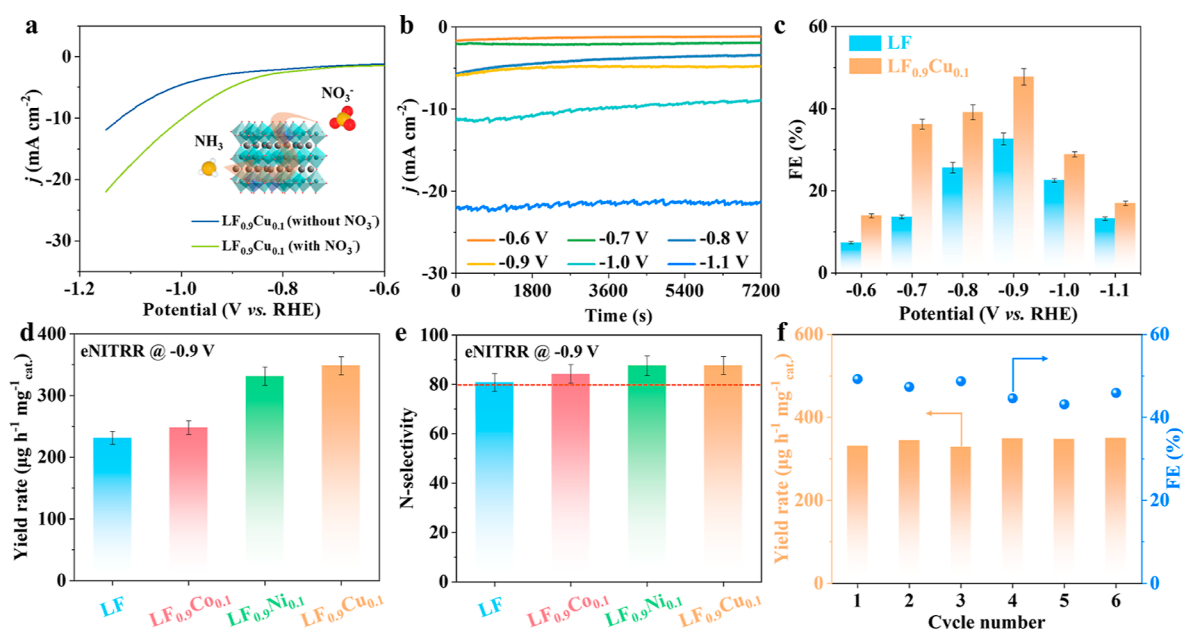 a
0
-10
-20
-30
j (mA cm⁻²)
-1.2 -1.0 -0.8 -0.6
Potential (V vs. RHE)
NO₃⁻
NH₃
LF₀.₉Cu₀.₁ (without NO₃⁻)
LF₀.₉Cu₀.₁ (with NO₃⁻)
b
0
-10
-20
-30
j (mA cm⁻²)
-0.6 V -0.7 V -0.8 V
-0.9 V -1.0 V -1.1 V
0 1800 3600 5400 7200
Time (s)
c
60
40
20
0
FE (%)
LF
LF₀.₉Cu₀.₁
-0.6 -0.7 -0.8 -0.9 -1.0 -1.1
Potential (V vs. RHE)
d
eNITRR @ -0.9 V
400
300
200
100
0
Yield rate (μg h⁻¹ mg⁻¹cat.)
LF LF₀.₉Co₀.₁ LF₀.₉Ni₀.₁ LF₀.₉Cu₀.₁
e
eNITRR @ -0.9 V
100
80
60
40
20
0
N-selectivity
LF LF₀.₉Co₀.₁ LF₀.₉Ni₀.₁ LF₀.₉Cu₀.₁
f
900
600
300
0
Yield rate (μg h⁻¹ mg⁻¹cat.)
60
40
20
0
FE (%)
1 2 3 4 5 6
Cycle number